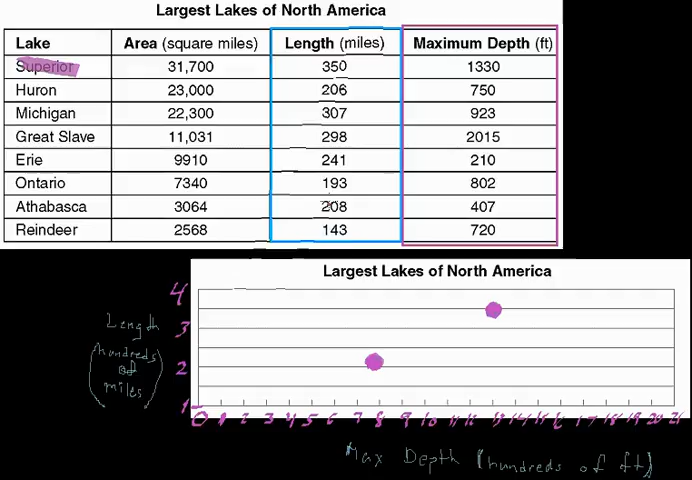 Largest Lakes of North America
Lake Area (square miles) Length (miles) Maximum Depth (ft)
Superior 31,700 350 1330
Huron 23,000 206 750
Michigan 22,300 307 923
Great Slave 11,031 298 2015
Erie 9910 241 210
Ontario 7340 193 802
Athabasca 3064 208 407
Reindeer 2568 143 720
Largest Lakes of North America
4
Length 3
(hundreds
of 2
miles)
1
0 1 2 3 4 5 6 7 8 9 10 11 12 13 14 15 16 17 18 19 20 21
Max Depth (hundreds of ft)